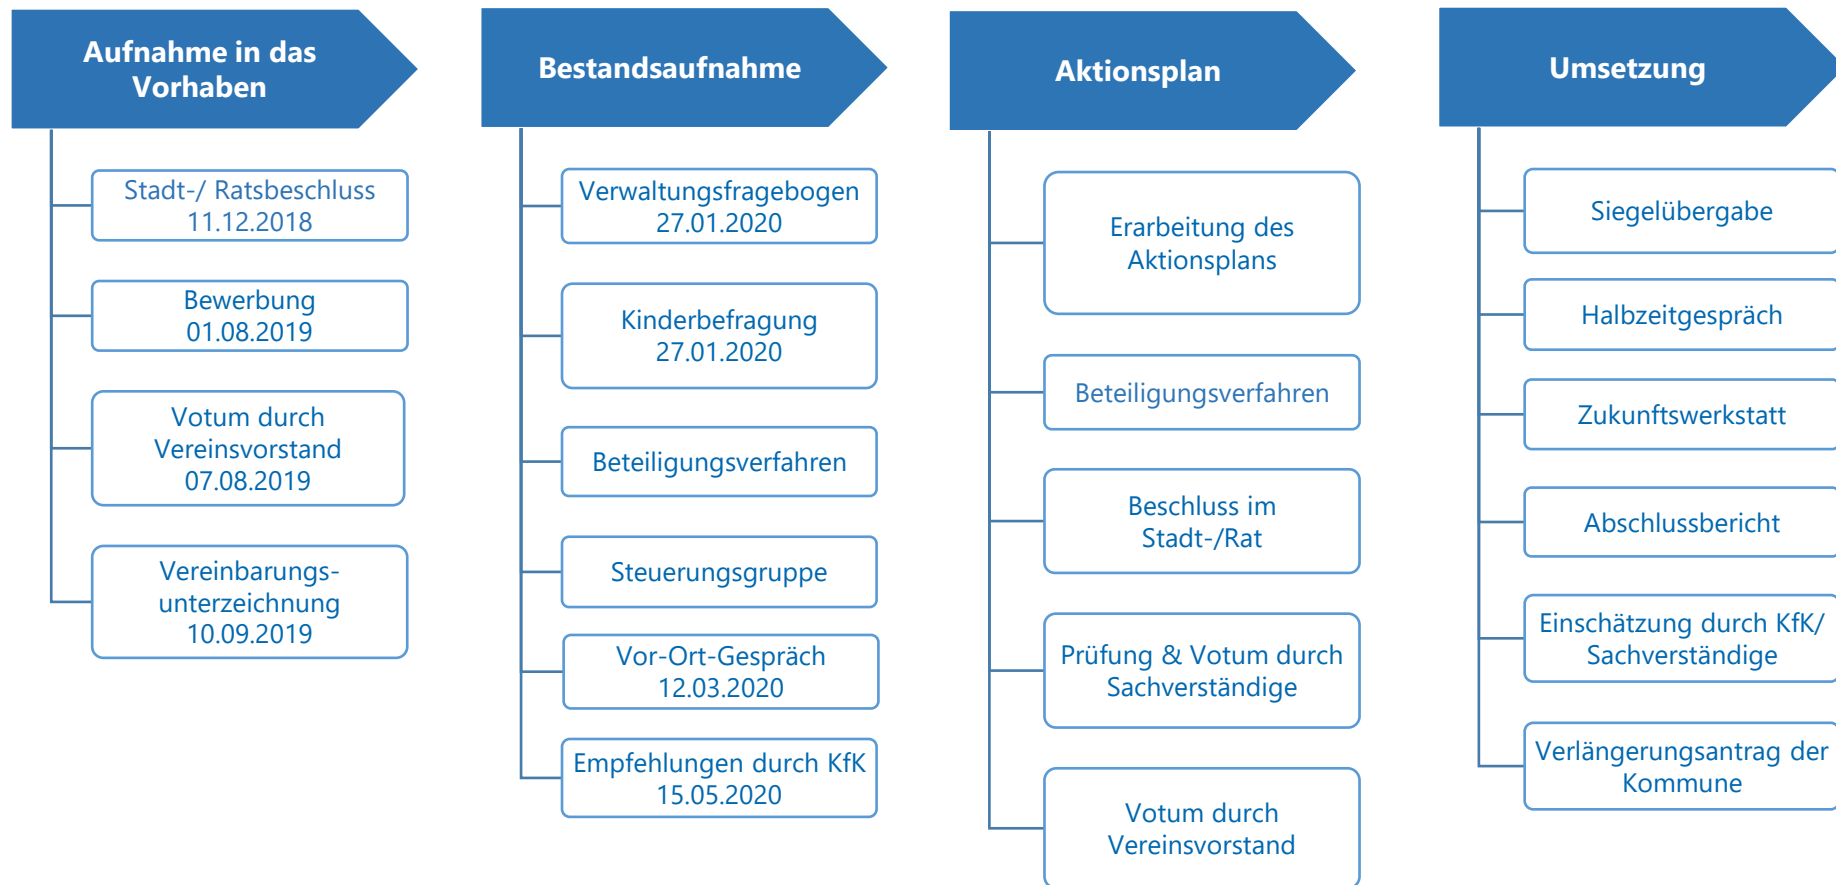 Aufnahme in das
Vorhaben
Stadt-/ Ratsbeschluss
11.12.2018
Bewerbung
01.08.2019
Votum durch
Vereinsvorstand
07.08.2019
Vereinbarungs-
unterzeichnung
10.09.2019
Bestandsaufnahme
Verwaltungsfragebogen
27.01.2020
Kinderbefragung
27.01.2020
Beteiligungsverfahren
Steuerungsgruppe
Vor-Ort-Gespräch
12.03.2020
Empfehlungen durch KfK
15.05.2020
Aktionsplan
Erarbeitung des
Aktionsplans
Beteiligungsverfahren
Beschluss im
Stadt-/Rat
Prüfung & Votum durch
Sachverständige
Votum durch
Vereinsvorstand
Umsetzung
Siegelübergabe
Halbzeitgespräch
Zukunftswerkstatt
Abschlussbericht
Einschätzung durch KfK/
Sachverständige
Verlängerungsantrag der
Kommune